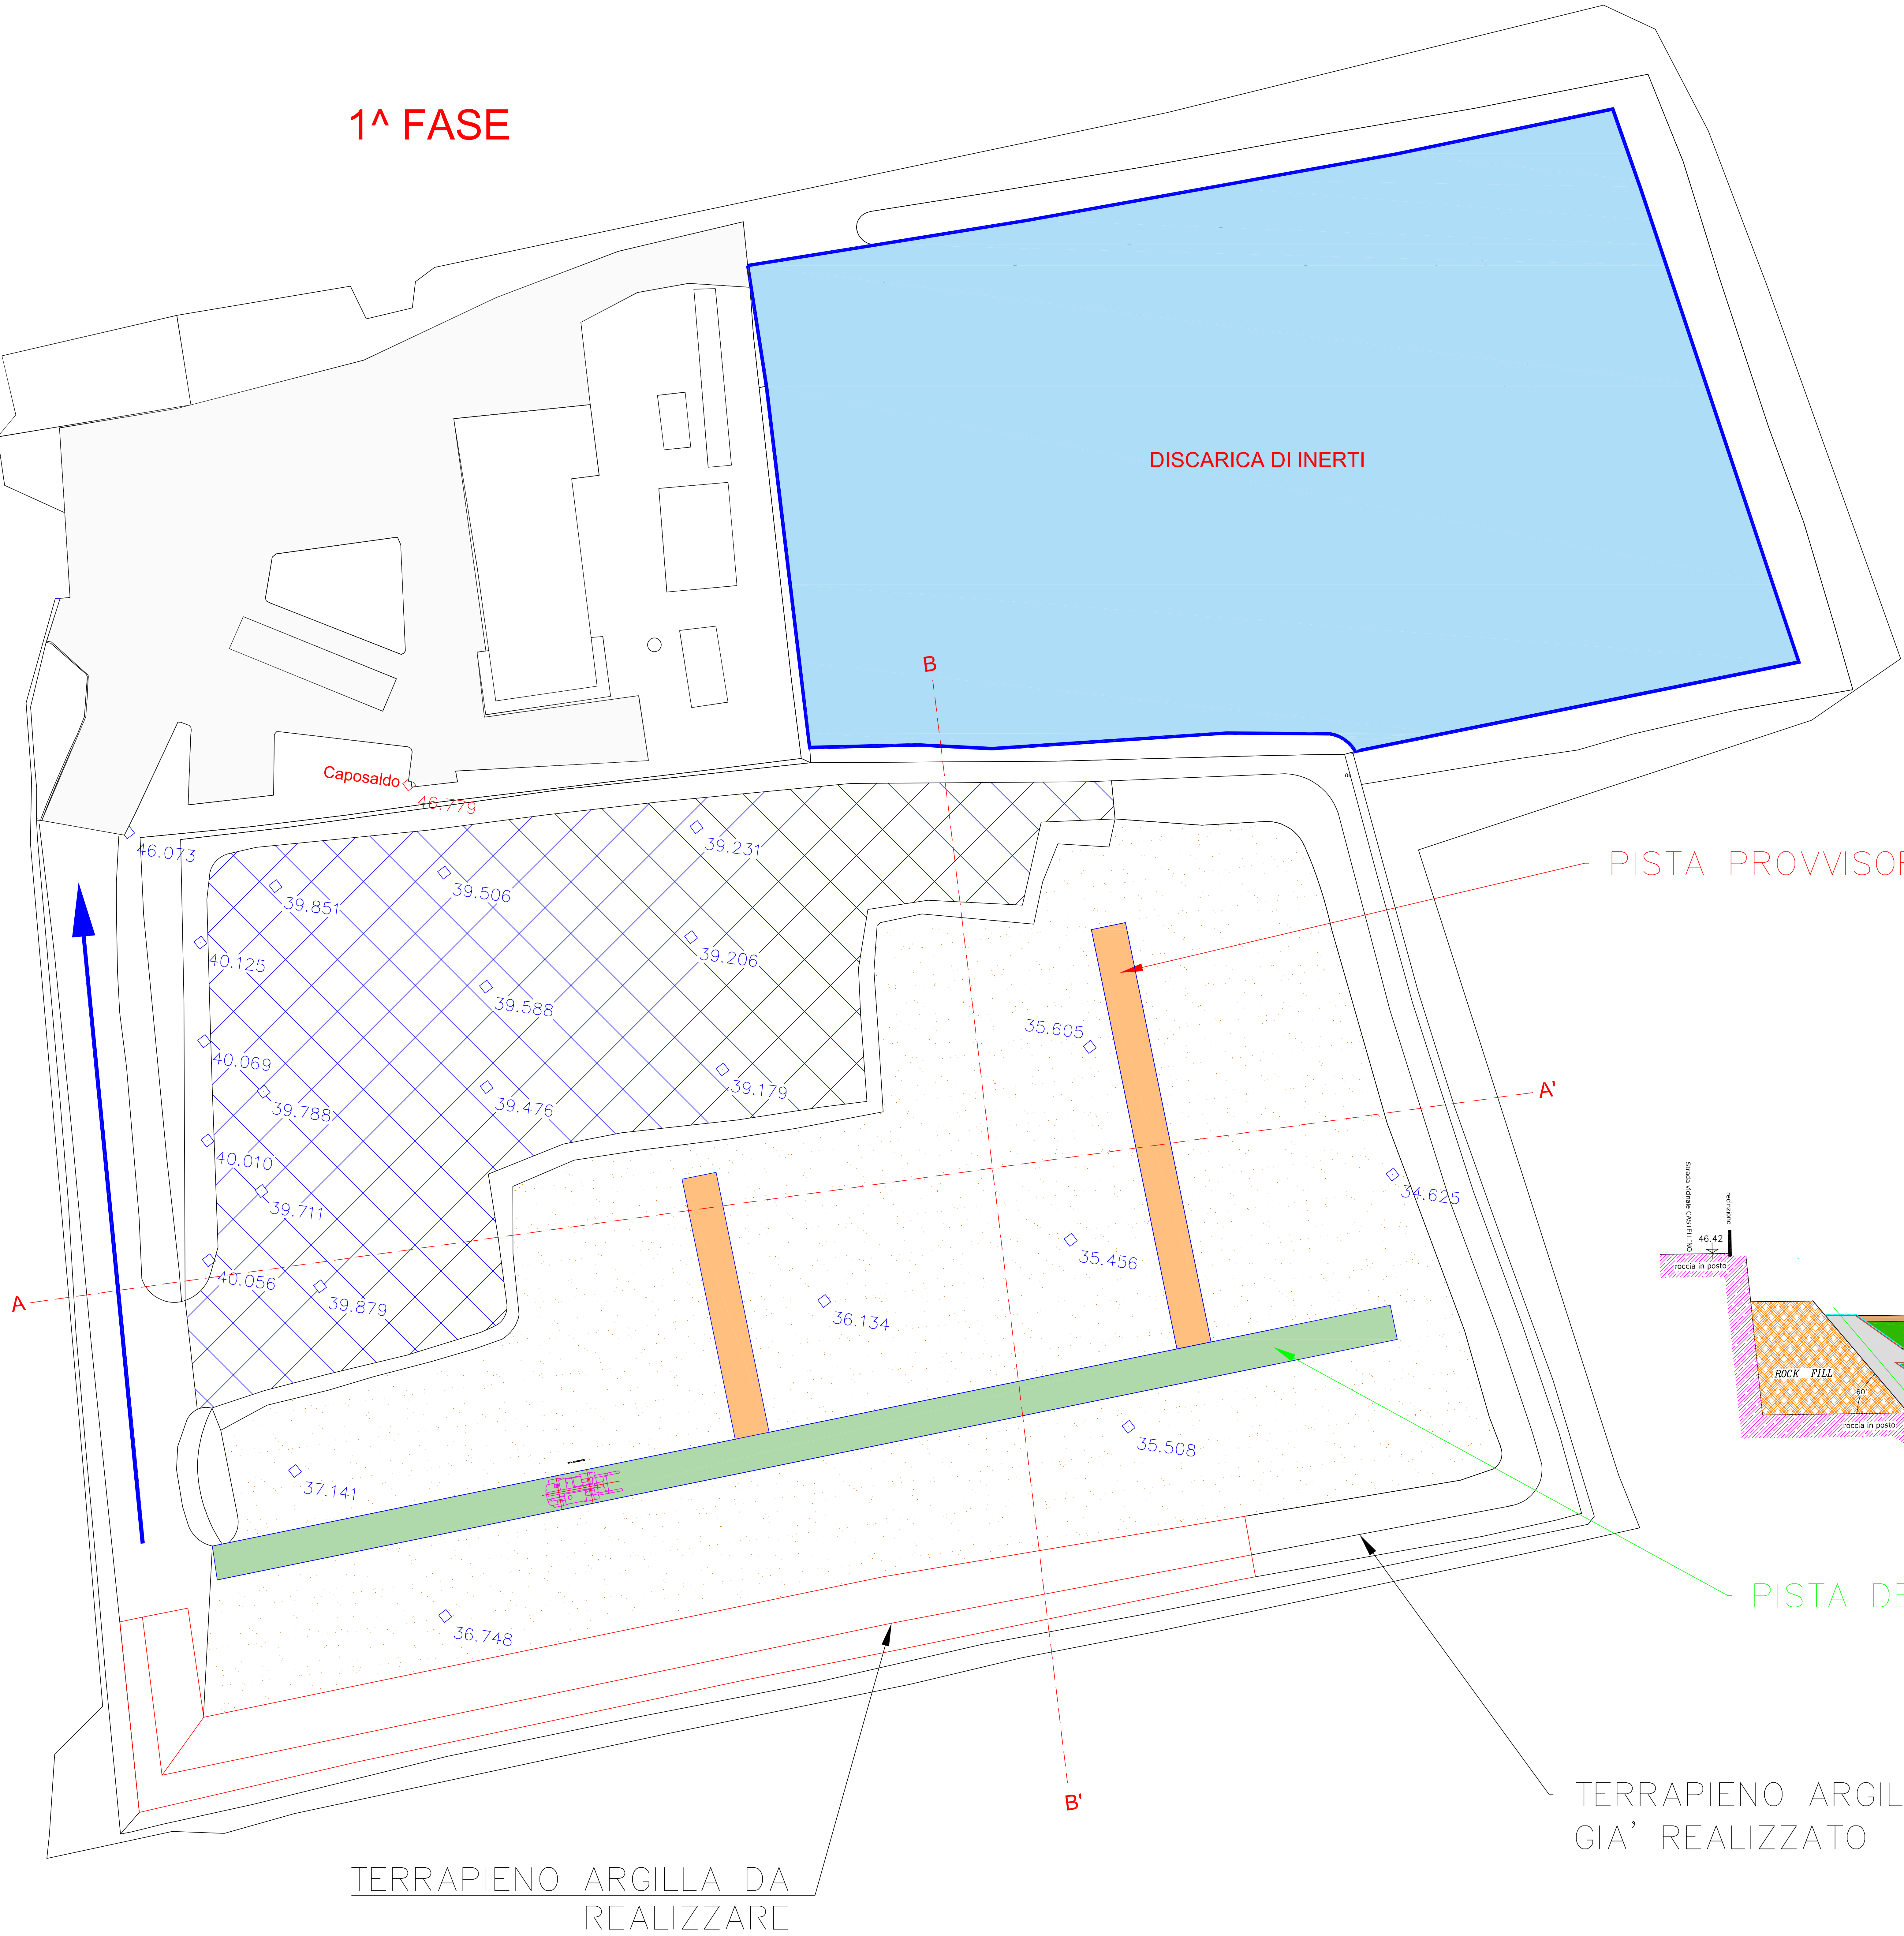 1^ FASE
DISCARICA DI INERTI
B
Caposaldo
46.779
46.073
39.231
39.506
39.851
PISTA PROVVISOR
40.125
39.206
39.588
35.605
40.069
39.788
39.476
39.179
A'
40.010
34.625
39.711
35.456
Strada vicinale CASTELLINO
recinzione
46.42
roccia in posto
40.056
39.879
A
36.134
ROCK FILL
60°
roccia in posto
35.508
37.141
PISTA DE
36.748
B'
TERRAPIENO ARGIL
GIA' REALIZZATO
TERRAPIENO ARGILLA DA
REALIZZARE